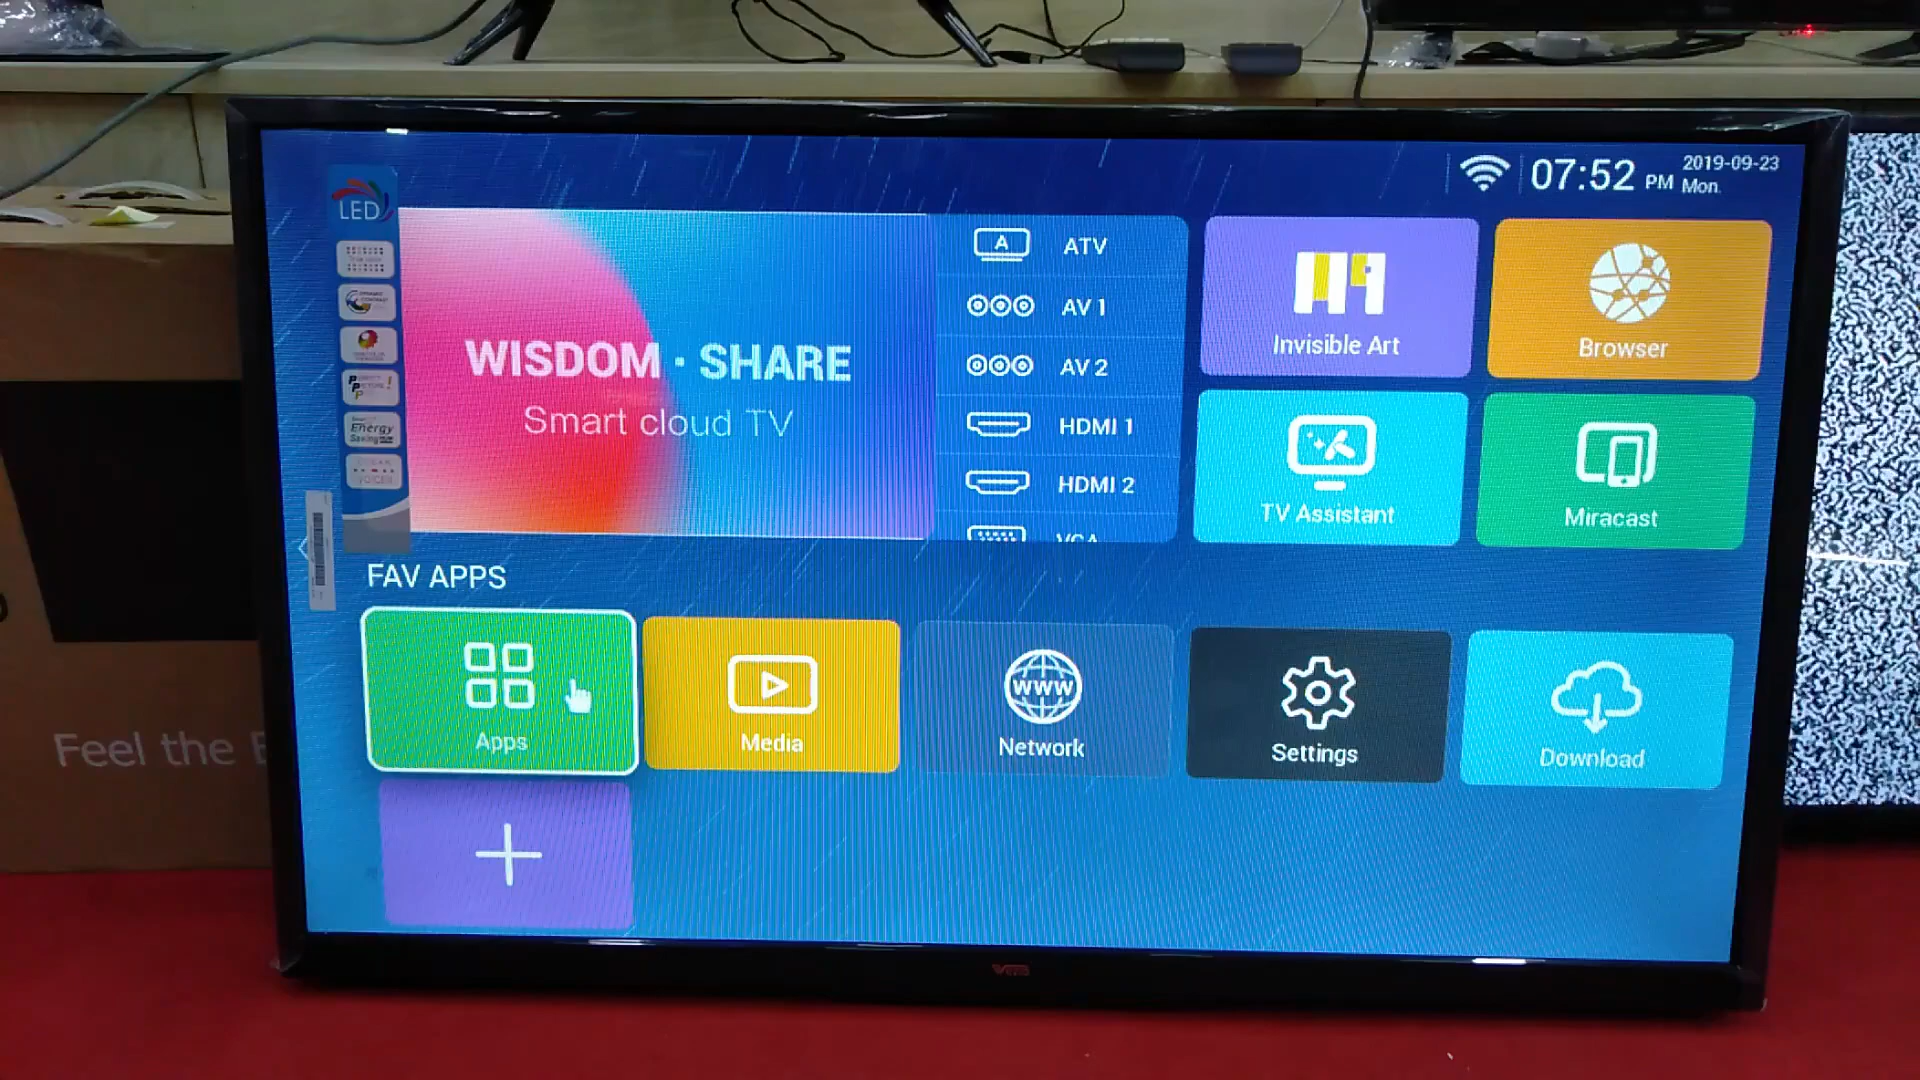 07:52 PM
2019-09-23
Mon.
LED
Energy
Saving
WISDOM · SHARE
Smart cloud TV
ATV
AV 1
AV 2
HDMI 1
HDMI 2
VGA
Invisible Art
Browser
TV Assistant
Miracast
FAV APPS
Apps
Media
www
Network
Settings
Download
Feel the